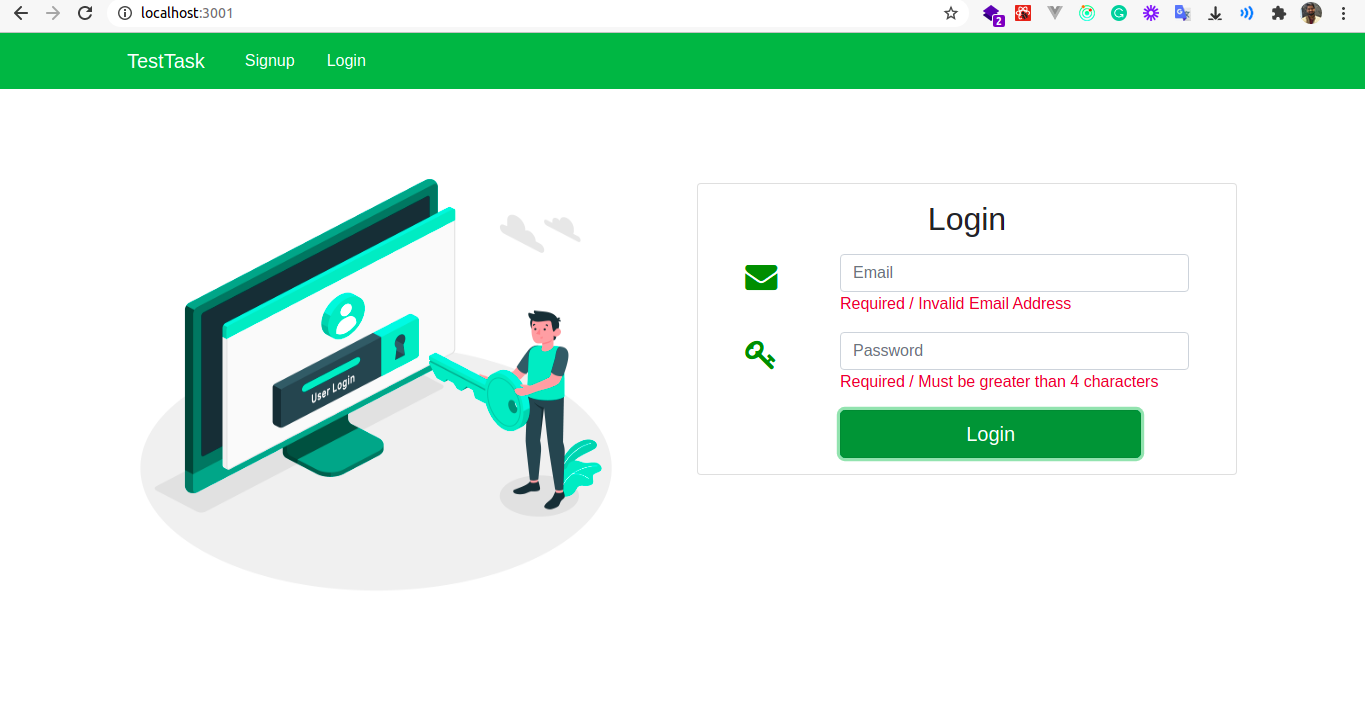 localhost:3001
2
TestTask Signup Login
Login
Email
Required / Invalid Email Address
Password
Required / Must be greater than 4 characters
Login
User Login